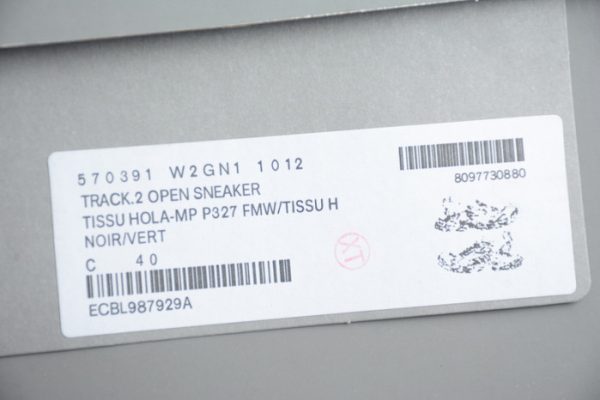 570391 W2GN1 1012
TRACK.2 OPEN SNEAKER
TISSU HOLA-MP P327 FMW/TISSU H
NOIR/VERT
C 40
ECBL987929A
8097730880